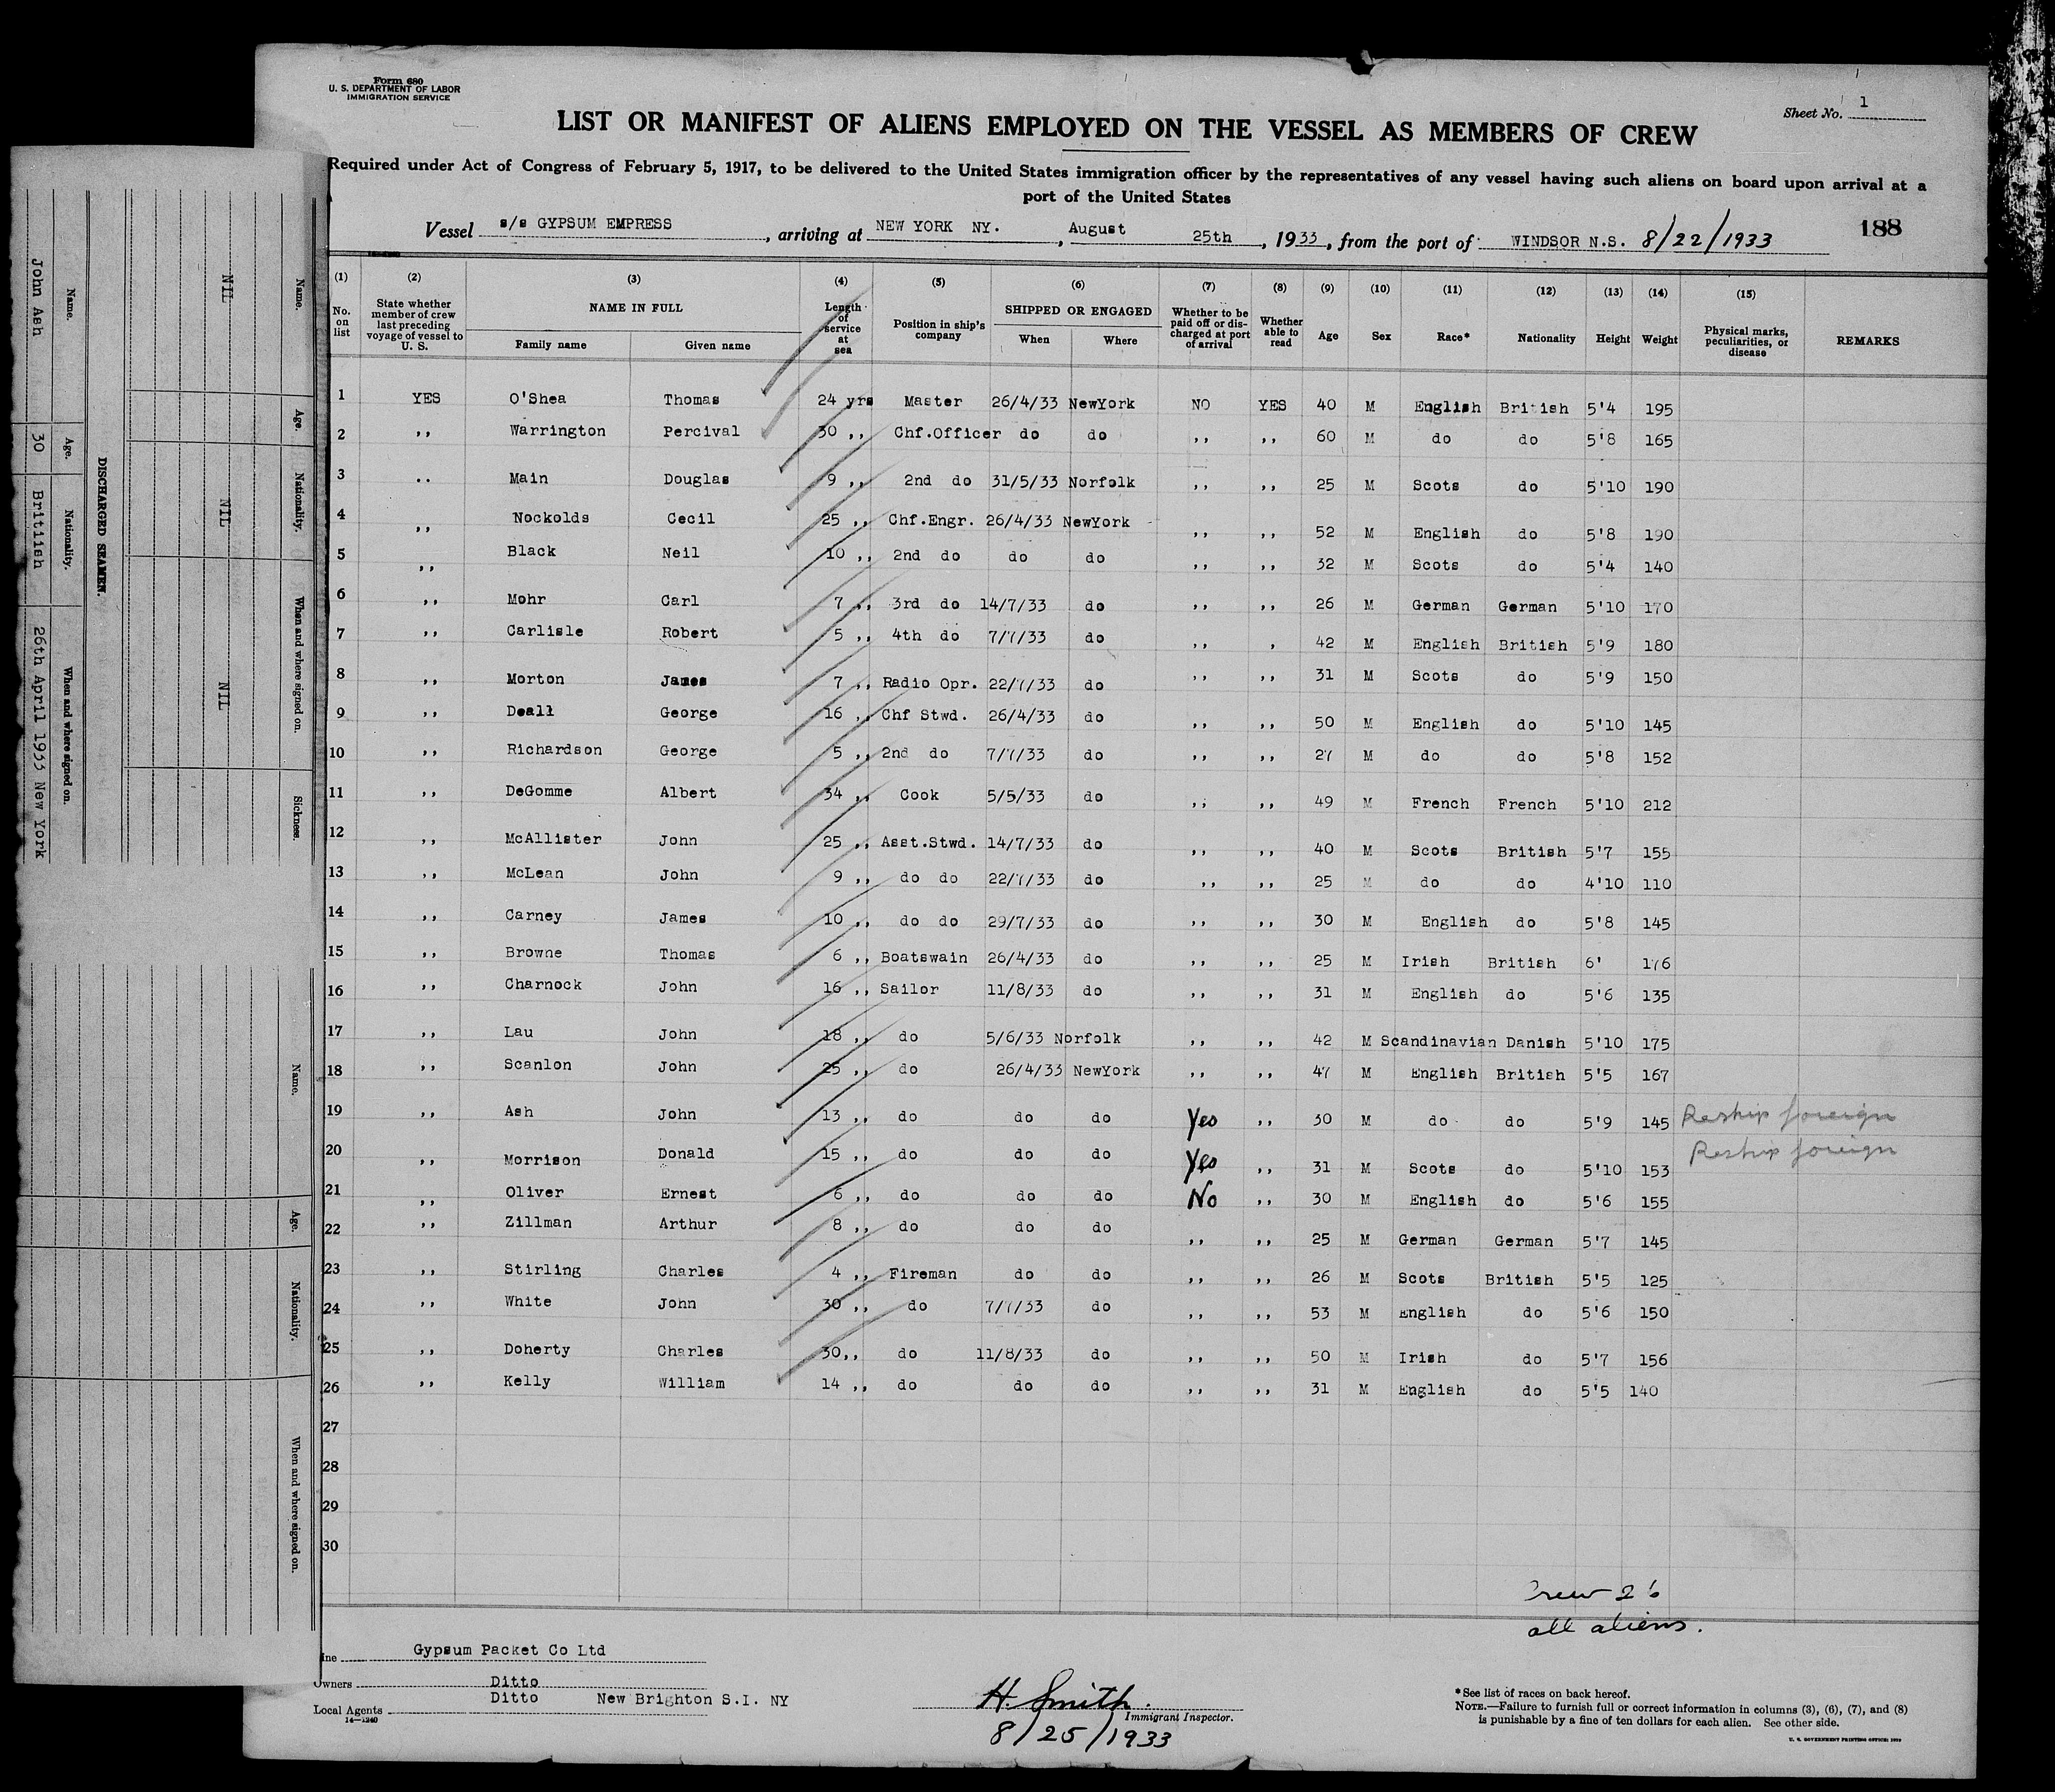 Form 680
U. S. DEPARTMENT OF LABOR
IMMIGRATION SERVICE
Sheet No. 1
LIST OR MANIFEST OF ALIENS EMPLOYED ON THE VESSEL AS MEMBERS OF CREW
Required under Act of Congress of February 5, 1917, to be delivered to the United States immigration officer by the representatives of any vessel having such aliens on board upon arrival at a
port of the United States
Vessel s/s GYPSUM EMPRESS, arriving at NEW YORK NY., August 25th, 1933, from the port of WINDSOR N.S. 8/22/1933 188
(1) (2) (3) (4) (5) (6) (7) (8) (9) (10) (11) (12) (13) (14) (15)
No. on list State whether member of crew last preceding voyage of vessel to U. S. NAME IN FULL Family name Given name Length of service at sea Position in ship's company SHIPPED OR ENGAGED When Where Whether to be paid off or discharged at port of arrival Whether able to read Age Sex Race* Nationality Height Weight Physical marks, peculiarities, or disease REMARKS
1 YES O'Shea Thomas 24 yrs Master 26/4/33 NewYork NO YES 40 M English British 5'4 195
2 ,, Warrington Percival 30 ,, Chf.Officer do do ,, ,, 60 M do do 5'8 165
3 ,, Main Douglas 9 ,, 2nd do 31/5/33 Norfolk ,, ,, 25 M Scots do 5'10 190
4 ,, Nockolds Cecil 25 ,, Chf.Engr. 26/4/33 NewYork ,, ,, 52 M English do 5'8 190
5 ,, Black Neil 10 ,, 2nd do do do ,, ,, 32 M Scots do 5'4 140
6 ,, Mohr Carl 7 ,, 3rd do 14/7/33 do ,, ,, 26 M German German 5'10 170
7 ,, Carlisle Robert 5 ,, 4th do 7/7/33 do ,, , 42 M English British 5'9 180
8 ,, Morton James 7 ,, Radio Opr. 22/7/33 do ,, ,, 31 M Scots do 5'9 150
9 ,, Deall George 16 ,, Chf Stwd. 26/4/33 do ,, ,, 50 M English do 5'10 145
10 ,, Richardson George 5 ,, 2nd do 7/7/33 do ,, ,, 27 M do do 5'8 152
11 ,, DeGomme Albert 34 ,, Cook 5/5/33 do ,, ,, 49 M French French 5'10 212
12 ,, McAllister John 25 ,, Asst.Stwd. 14/7/33 do ,, ,, 40 M Scots British 5'7 155
13 ,, McLean John 9 ,, do do 22/7/33 do ,, ,, 25 M do do 4'10 110
14 ,, Carney James 10 ,, do do 29/7/33 do ,, ,, 30 M English do 5'8 145
15 ,, Browne Thomas 6 ,, Boatswain 26/4/33 do ,, ,, 25 M Irish British 6' 176
16 ,, Charnock John 16 ,, Sailor 11/8/33 do ,, ,, 31 M English do 5'6 135
17 ,, Lau John 18 ,, do 5/6/33 Norfolk ,, ,, 42 M Scandinavian Danish 5'10 175
18 ,, Scanlon John 25 ,, do 26/4/33 NewYork ,, ,, 47 M English British 5'5 167
19 ,, Ash John 13 ,, do do do Yes ,, 30 M do do 5'9 145 Reship foreign
20 ,, Morrison Donald 15 ,, do do do Yes ,, 31 M Scots do 5'10 153 Reship foreign
21 ,, Oliver Ernest 6 ,, do do do No ,, 30 M English do 5'6 155
22 ,, Zillman Arthur 8 ,, do do do ,, ,, 25 M German German 5'7 145
23 ,, Stirling Charles 4 ,, Fireman do do ,, ,, 26 M Scots British 5'5 125
24 ,, White John 30 ,, do 7/7/33 do ,, ,, 53 M English do 5'6 150
25 ,, Doherty Charles 30,, do 11/8/33 do ,, ,, 50 M Irish do 5'7 156
26 ,, Kelly William 14 ,, do do do ,, ,, 31 M English do 5'5 140
27
28
29
30
Crew 26
all aliens.
ine Gypsum Packet Co Ltd
Owners Ditto
Local Agents Ditto New Brighton S.I. NY
14—1240
H. Smith.
Immigrant Inspector.
8/25/1933
*See list of races on back hereof.
NOTE.—Failure to furnish full or correct information in columns (3), (6), (7), and (8)
is punishable by a fine of ten dollars for each alien. See other side.
U. S. GOVERNMENT PRINTING OFFICE:
Name. Age. Nationality. When and where signed on. Sickness.
NIL NIL NIL
DISCHARGED SEAMEN.
Name. Age. Nationality. When and where signed on.
John Ash 30 British 26th April 1933 New York
Name. Age. Nationality. When and where signed on.